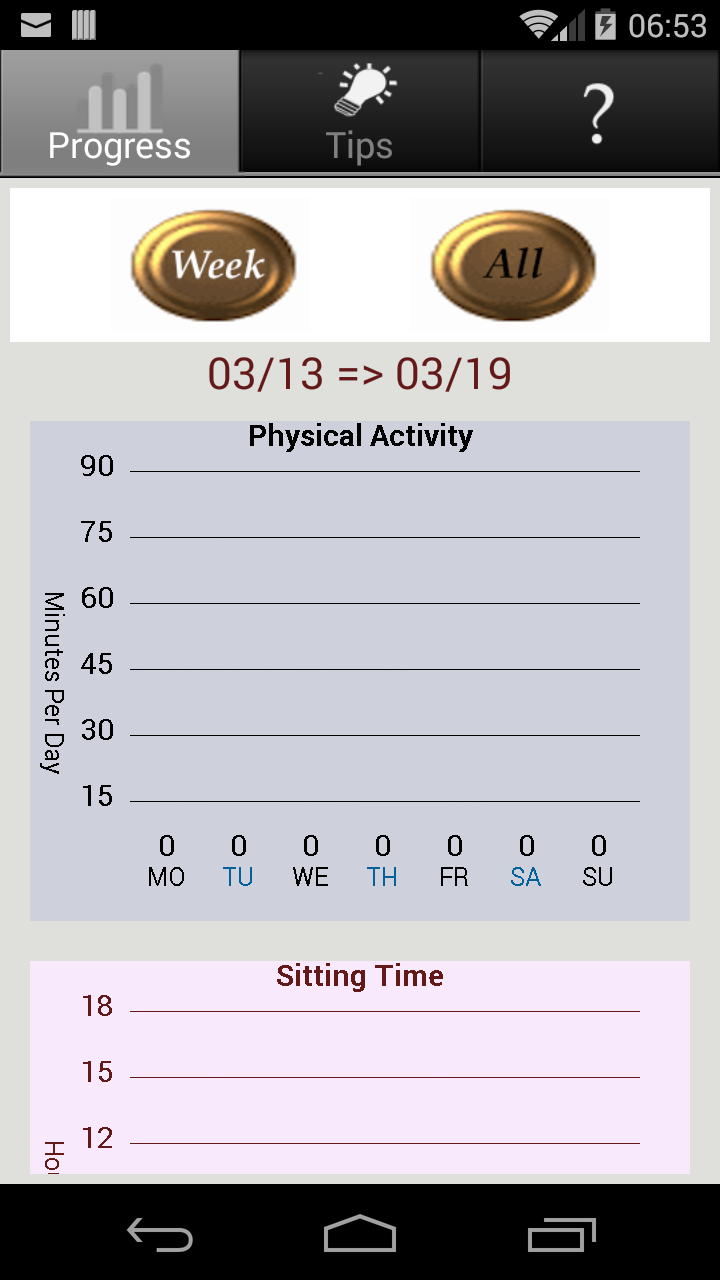 06:53
Progress
Tips
?
Week
All
03/13 => 03/19
Physical Activity
90
75
60
45
30
15
Minutes Per Day
0 0 0 0 0 0 0
MO TU WE TH FR SA SU
Sitting Time
18
15
12